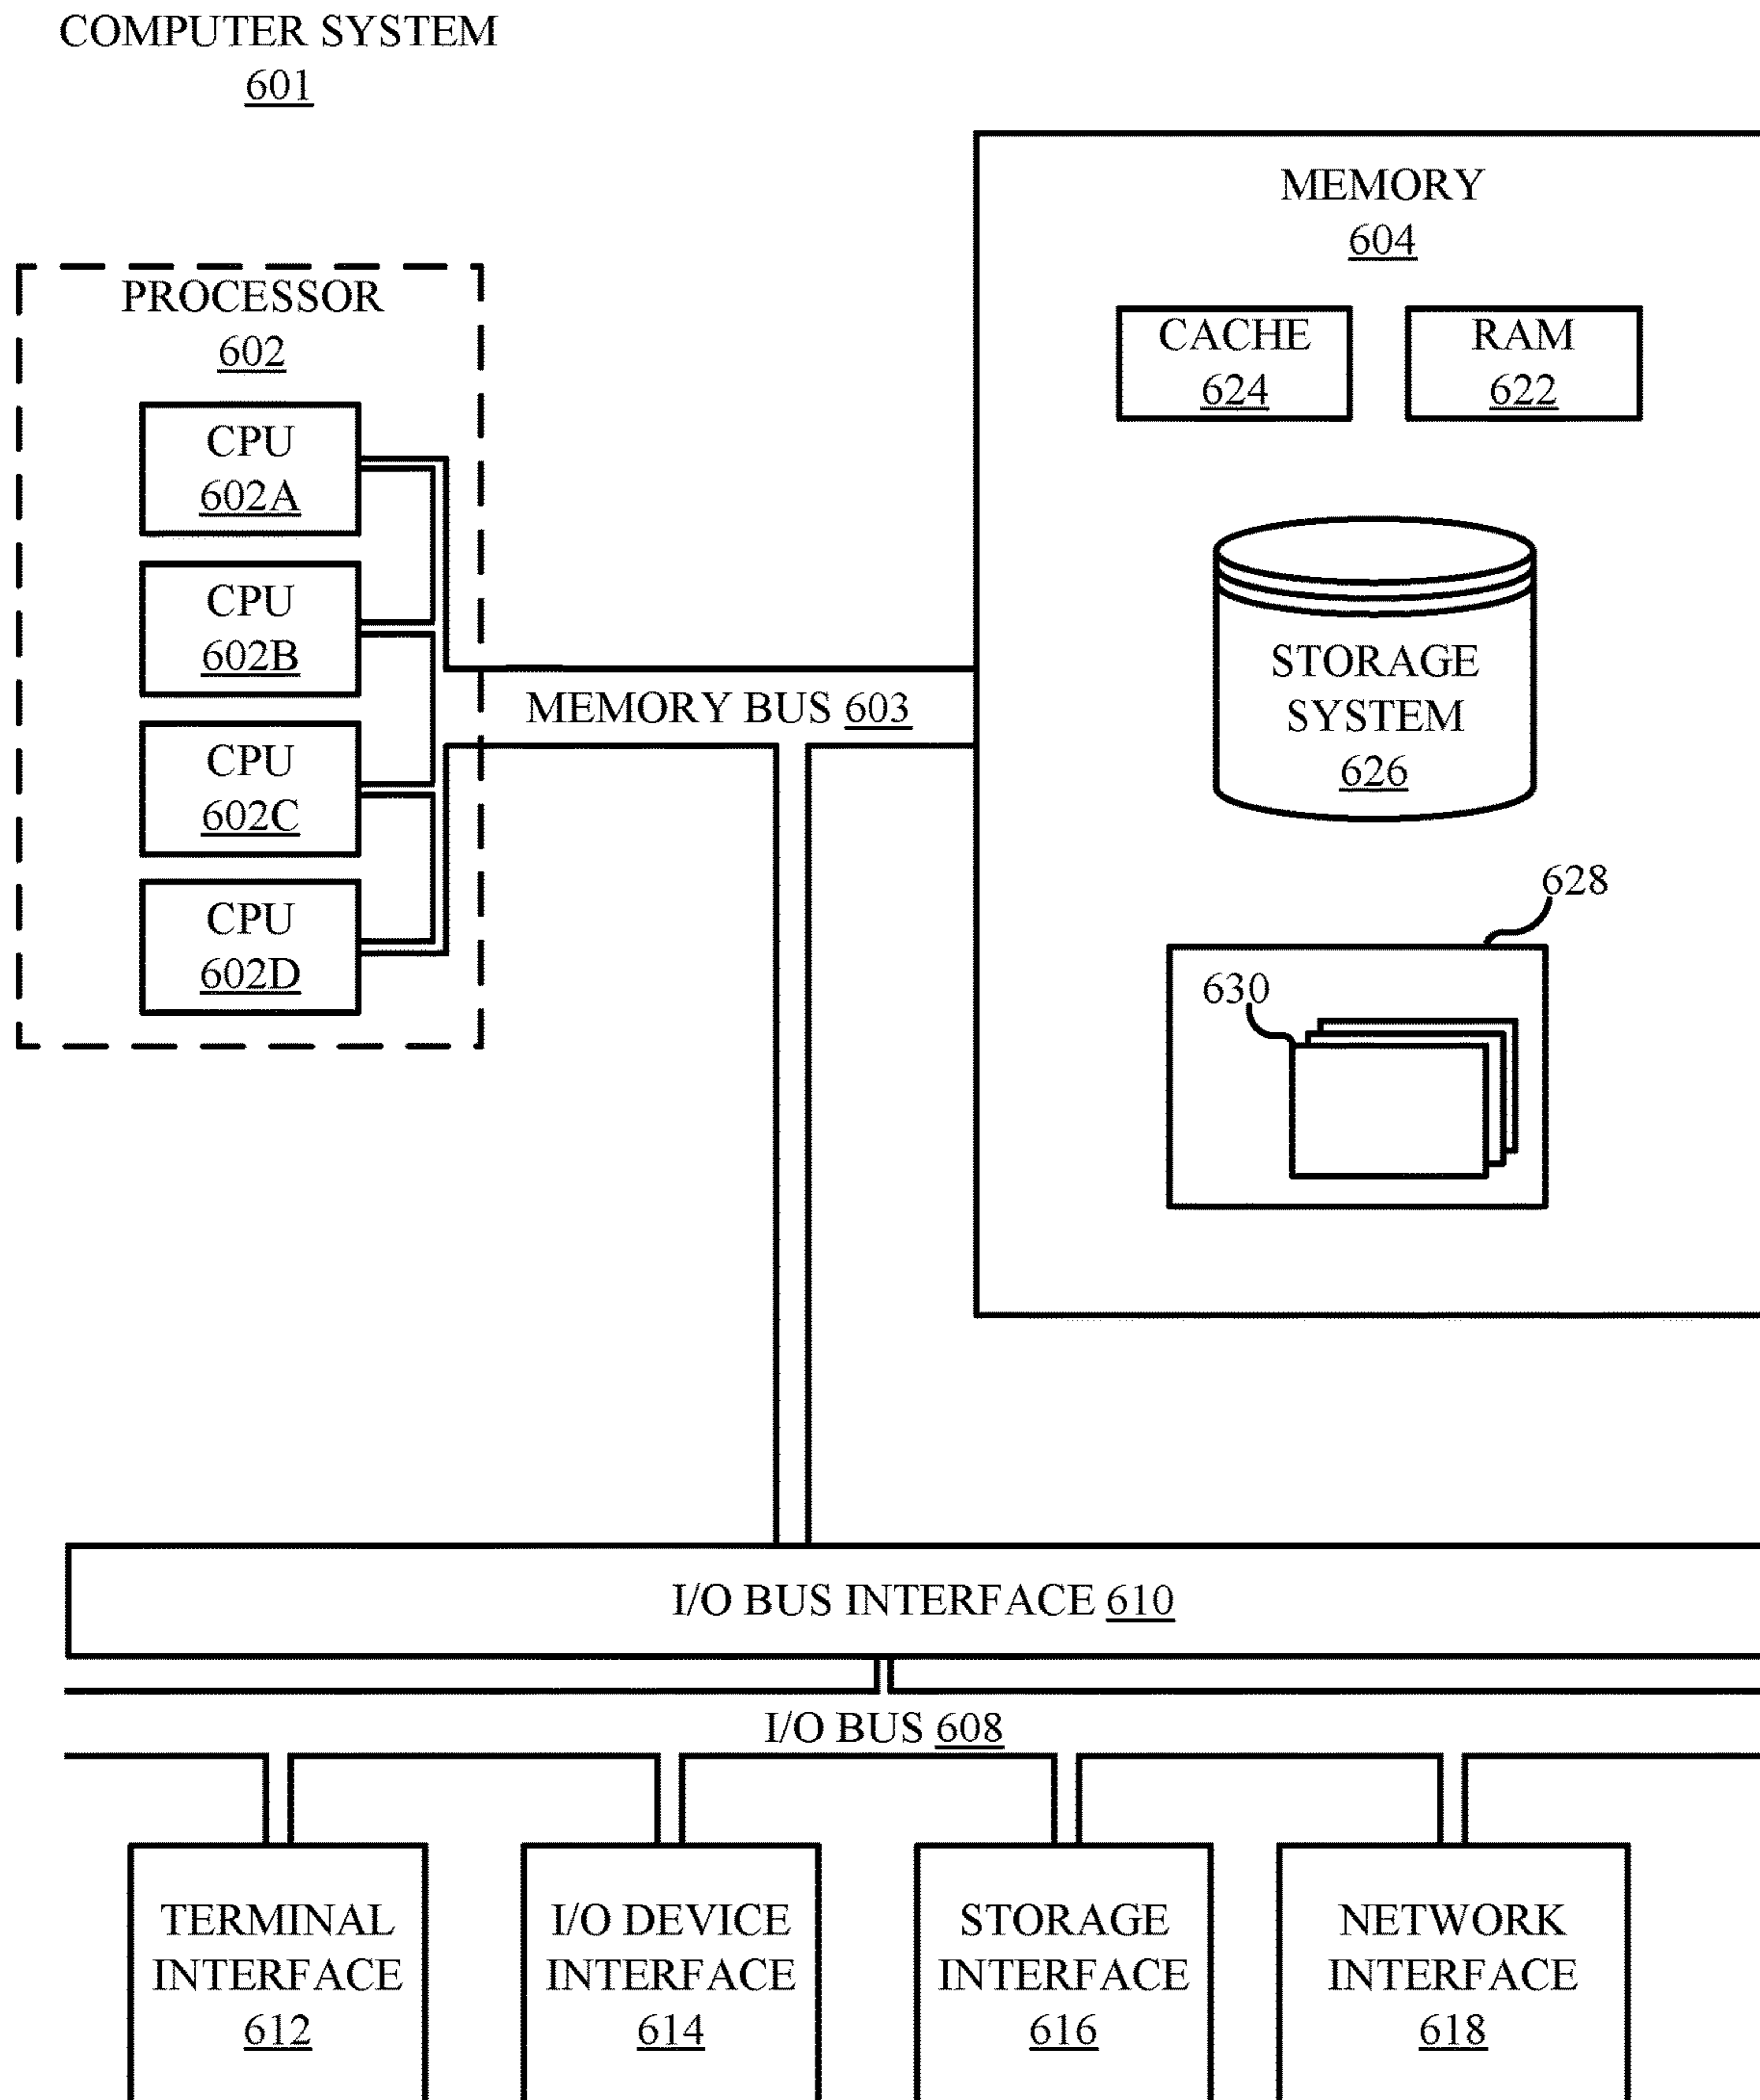 COMPUTER SYSTEM
601
MEMORY
604
PROCESSOR
602
CACHE
624
RAM
622
CPU
602A
CPU
602B
CPU
602C
CPU
602D
MEMORY BUS 603
STORAGE
SYSTEM
626
628
630
I/O BUS INTERFACE 610
I/O BUS 608
TERMINAL
INTERFACE
612
I/O DEVICE
INTERFACE
614
STORAGE
INTERFACE
616
NETWORK
INTERFACE
618